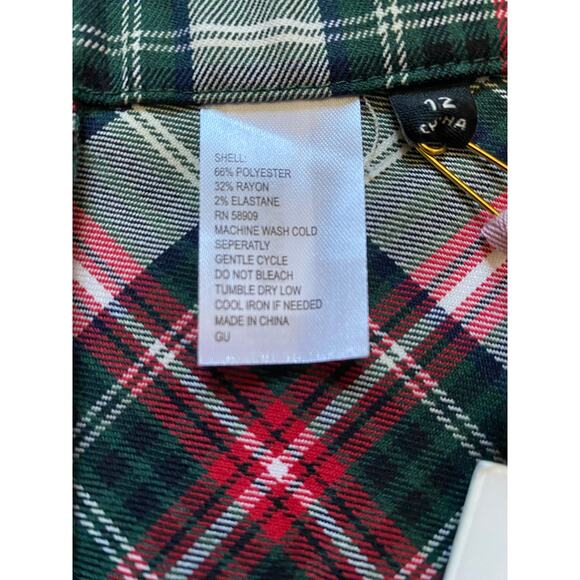 SHELL:
66% POLYESTER
32% RAYON
2% ELASTANE
RN 58909
MACHINE WASH COLD
SEPERATLY
GENTLE CYCLE
DO NOT BLEACH
TUMBLE DRY LOW
COOL IRON IF NEEDED
MADE IN CHINA
GU
12
CHINA